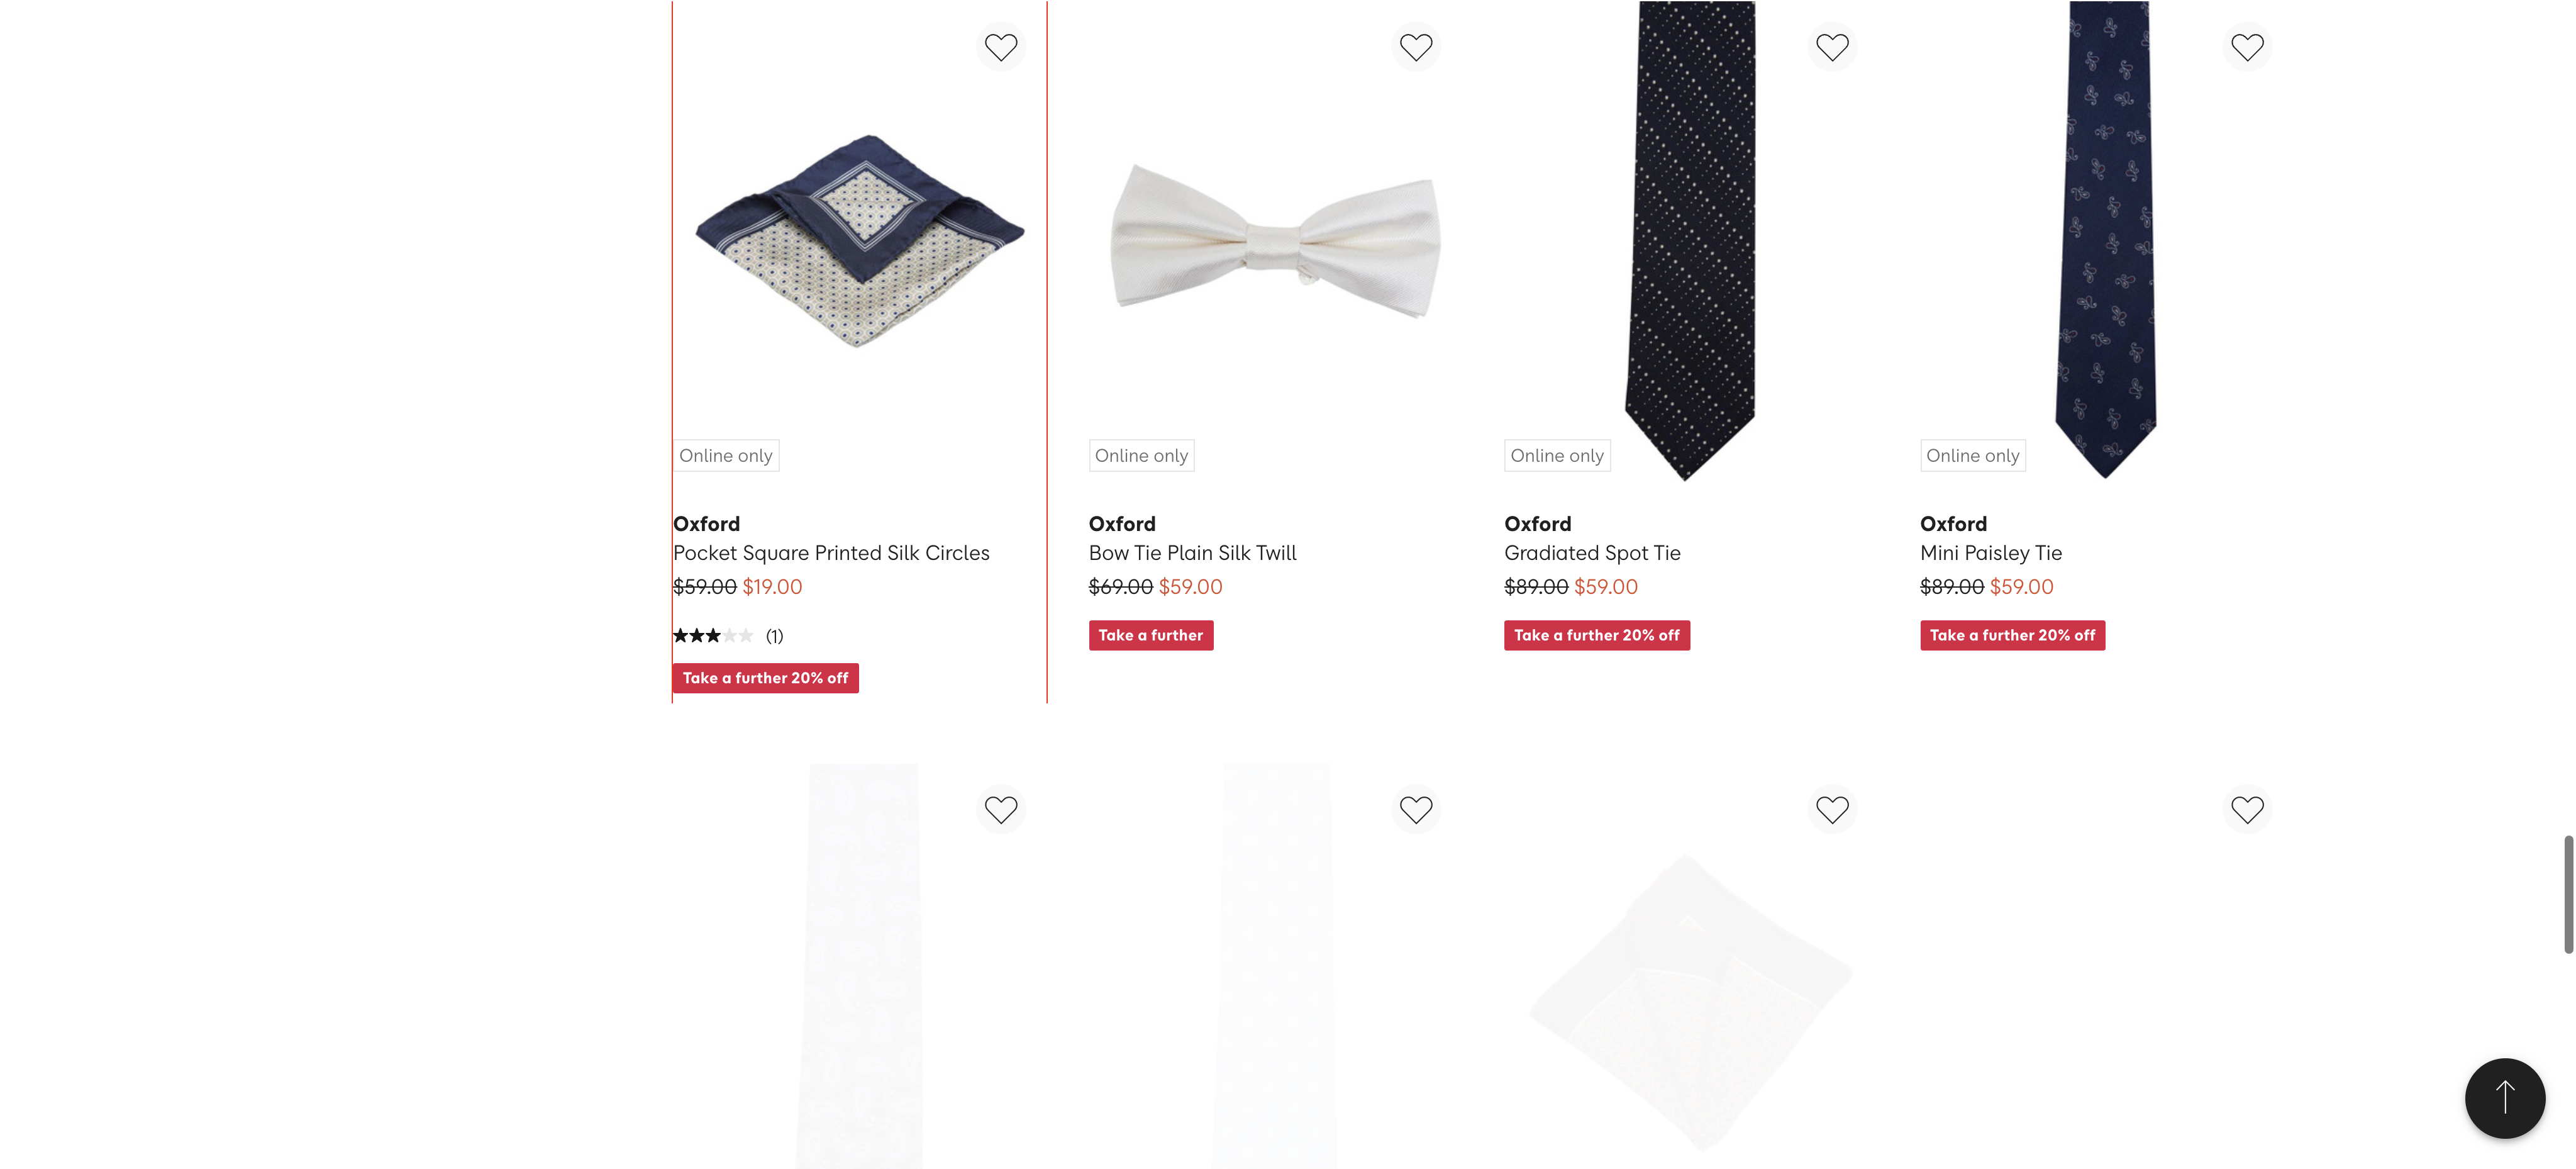 Online only
Oxford
Pocket Square Printed Silk Circles
$59.00 $19.00
(1)
Take a further 20% off
Online only
Oxford
Bow Tie Plain Silk Twill
$69.00 $59.00
Take a further
Online only
Oxford
Gradiated Spot Tie
$89.00 $59.00
Take a further 20% off
Online only
Oxford
Mini Paisley Tie
$89.00 $59.00
Take a further 20% off